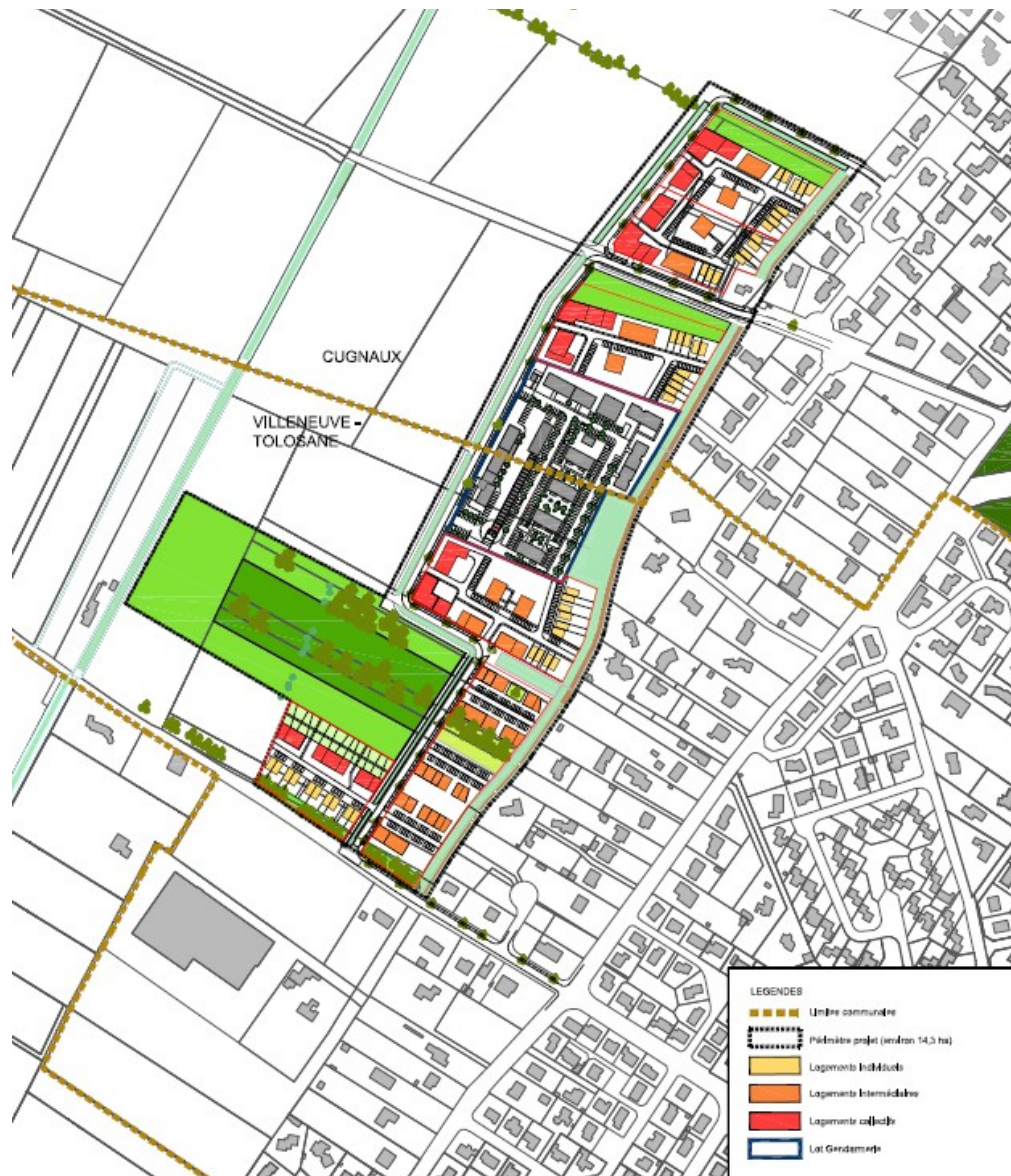 CUGNAUX
VILLENEUVE -
TOLOSANE
LEGENDES
Limite communale
Périmètre projet (environ 14,3 ha)
Logements Individuels
Logements Intermédiaires
Logements collectifs
Lot Gendarmerie